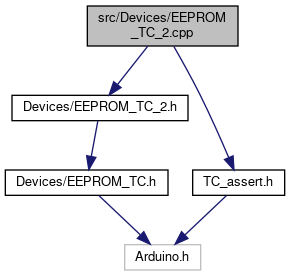 src/Devices/EEPROM
_TC_2.cpp
Devices/EEPROM_TC_2.h
Devices/EEPROM_TC.h
TC_assert.h
Arduino.h